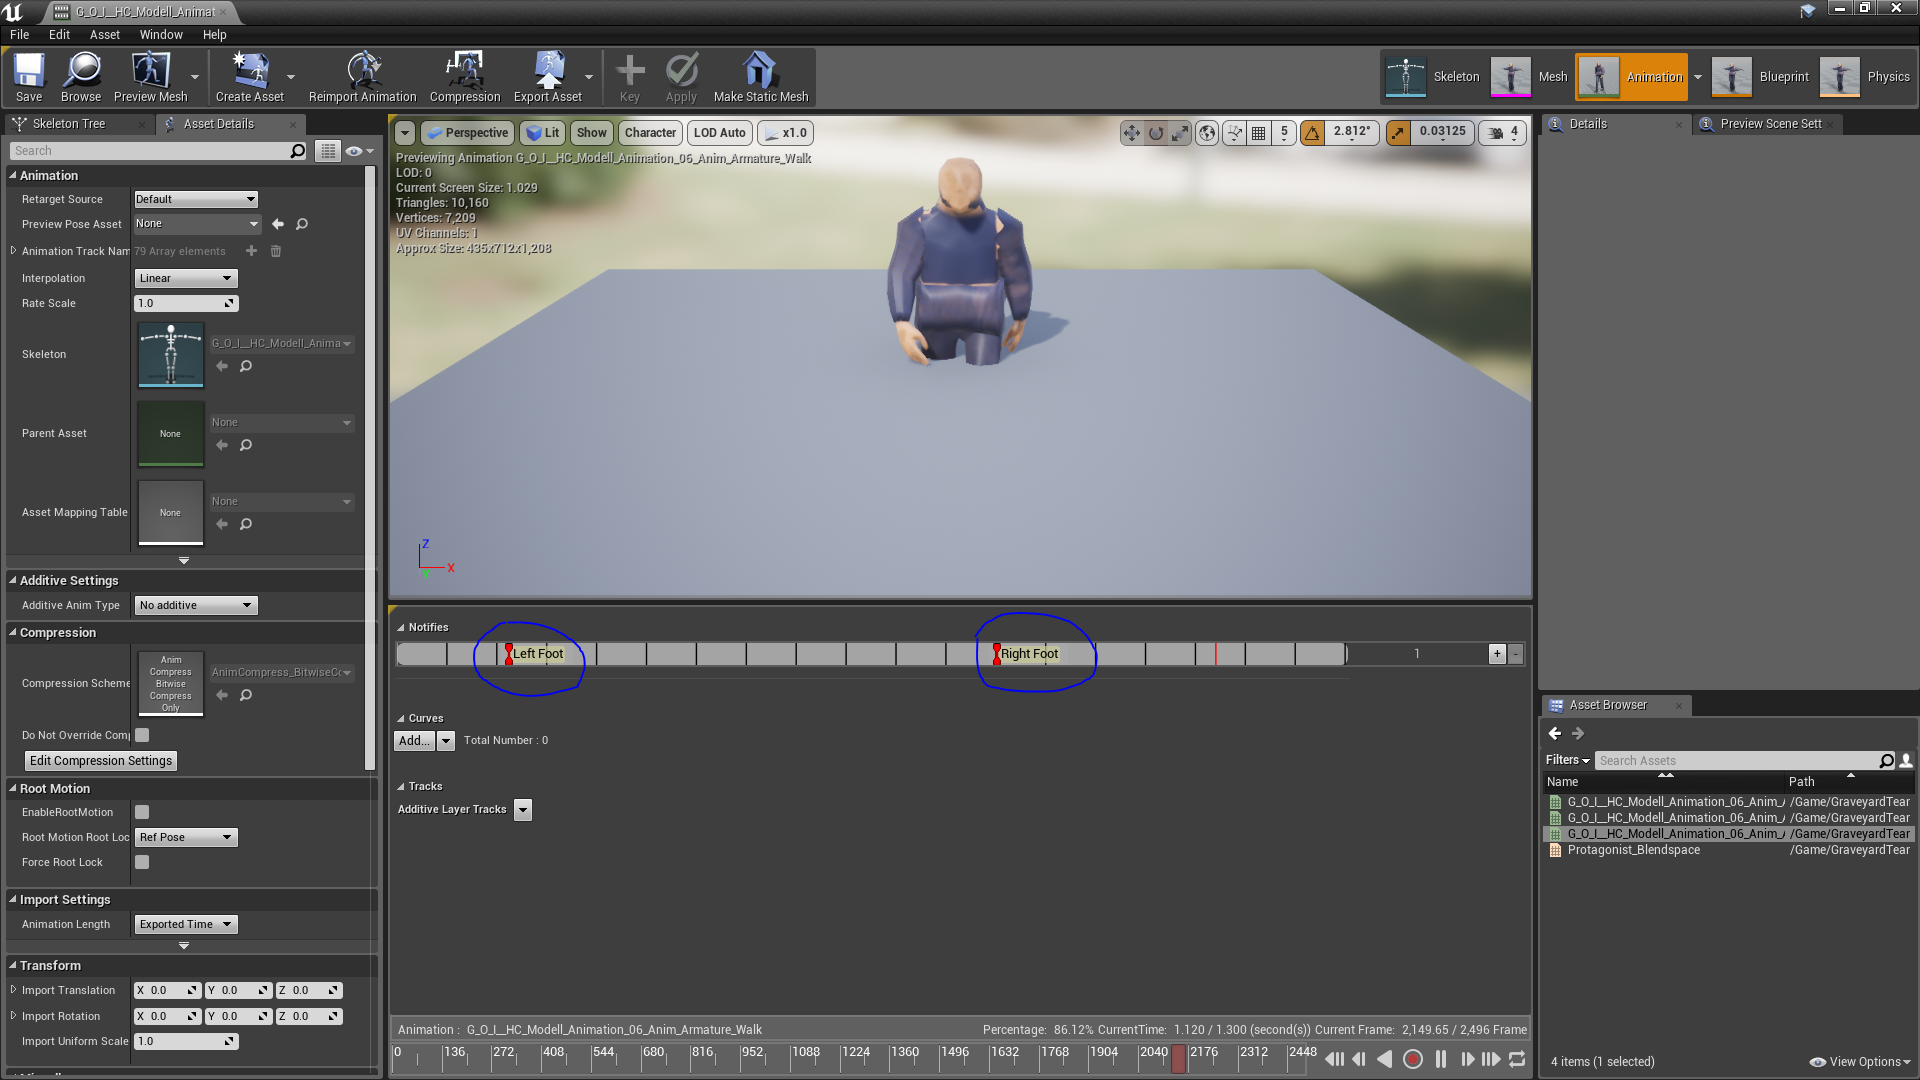 G_O_I__HC_Modell_Animat
File Edit Asset Window Help
Save Browse Preview Mesh Create Asset Reimport Animation Compression Export Asset Key Apply Make Static Mesh
Skeleton Mesh Animation Blueprint Physics
Skeleton Tree Asset Details
Search
Animation
Retarget Source Default
Preview Pose Asset None
Animation Track Nam 79 Array elements
Interpolation Linear
Rate Scale 1.0
Skeleton G_O_I__HC_Modell_Anima
Parent Asset None None
Asset Mapping Table None None
Additive Settings
Additive Anim Type No additive
Compression
Compression Scheme Anim Compress Bitwise Compress Only AnimCompress_BitwiseCo
Do Not Override Comp
Edit Compression Settings
Root Motion
EnableRootMotion
Root Motion Root Loc Ref Pose
Force Root Lock
Import Settings
Animation Length Exported Time
Transform
Import Translation X 0.0 Y 0.0 Z 0.0
Import Rotation X 0.0 Y 0.0 Z 0.0
Import Uniform Scale 1.0
Perspective Lit Show Character LOD Auto x1.0 5 2.812° 0.03125 4
Previewing Animation G_O_I__HC_Modell_Animation_06_Anim_Armature_Walk
LOD: 0
Current Screen Size: 1.029
Triangles: 10,160
Vertices: 7,209
UV Channels: 1
Approx Size: 435x712x1,208
Z
X
Y
Notifies
Left Foot Right Foot 1 + -
Curves
Add... Total Number : 0
Tracks
Additive Layer Tracks
Animation : G_O_I__HC_Modell_Animation_06_Anim_Armature_Walk Percentage: 86.12% CurrentTime: 1.120 / 1.300 (second(s)) Current Frame: 2,149.65 / 2,496 Frame
0 136 272 408 544 680 816 952 1088 1224 1360 1496 1632 1768 1904 2040 2176 2312 2448
Details Preview Scene Sett
Asset Browser
Filters Search Assets
Name Path
G_O_I__HC_Modell_Animation_06_Anim_A /Game/GraveyardTear
G_O_I__HC_Modell_Animation_06_Anim_A /Game/GraveyardTear
G_O_I__HC_Modell_Animation_06_Anim_A /Game/GraveyardTear
Protagonist_Blendspace /Game/GraveyardTear
4 items (1 selected) View Options